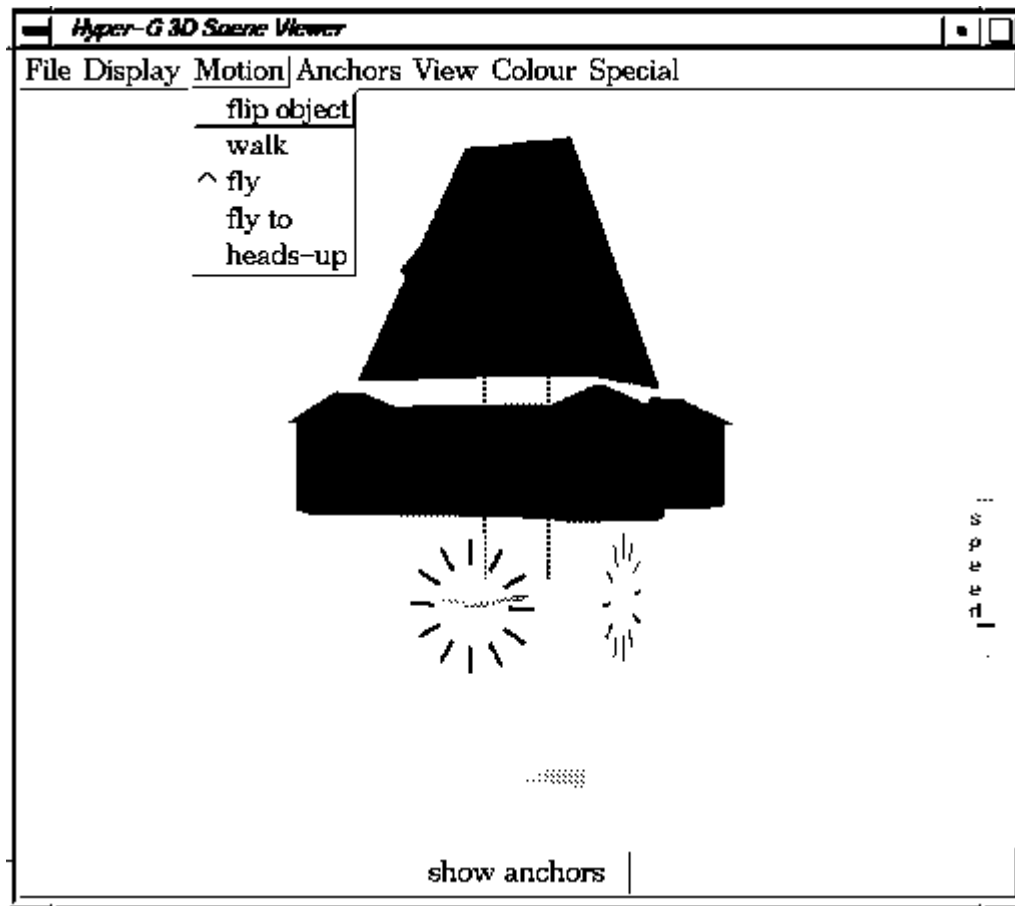 Hyper-G 3D Scene Viewer
File Display Motion Anchors View Colour Special
flip object
walk
^ fly
fly to
heads-up
speed
show anchors